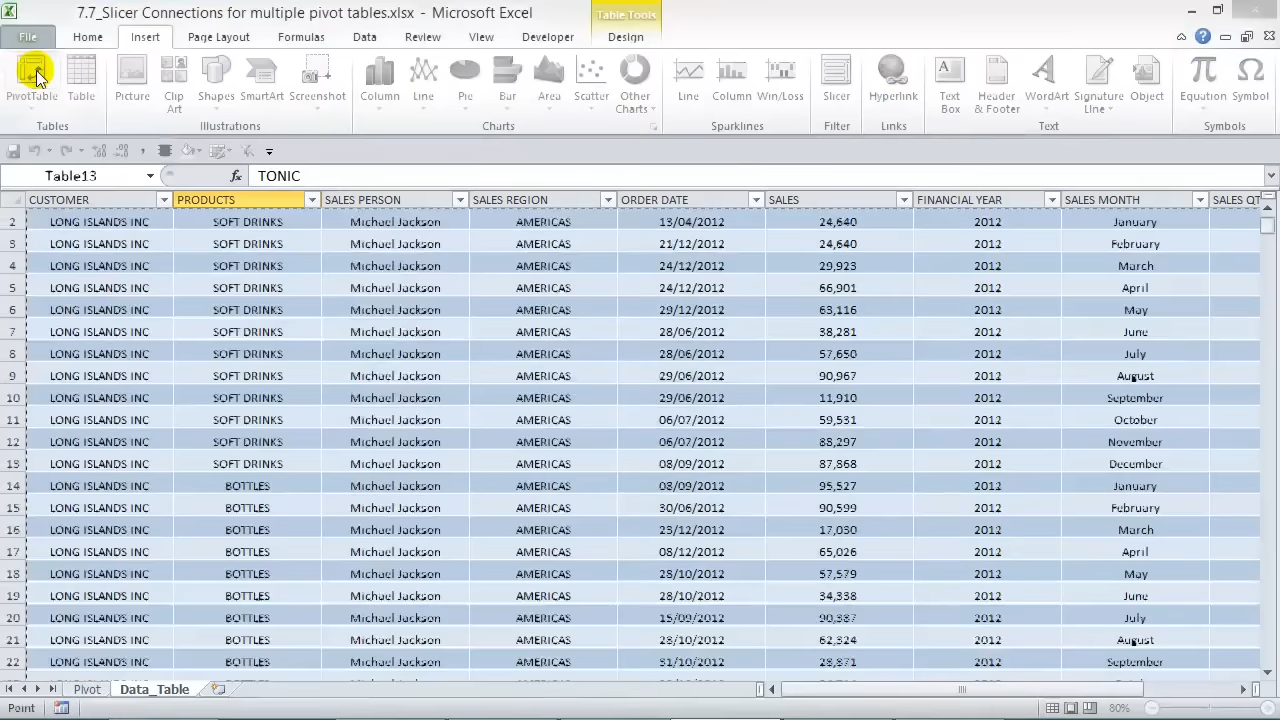 7.7_Slicer Connections for multiple pivot tables.xlsx - Microsoft Excel
Table Tools
File Home Insert Page Layout Formulas Data Review View Developer Design
PivotTable Table Picture Clip Art Shapes SmartArt Screenshot Column Line Pie Bar Area Scatter Other Charts Line Column Win/Loss Slicer Hyperlink Text Box Header & Footer WordArt Signature Line Object Equation Symbol
Tables Illustrations Charts Sparklines Filter Links Text Symbols
Table13 fx TONIC
CUSTOMER PRODUCTS SALES PERSON SALES REGION ORDER DATE SALES FINANCIAL YEAR SALES MONTH SALES QT
2 LONG ISLANDS INC SOFT DRINKS Michael Jackson AMERICAS 13/04/2012 24,640 2012 January
3 LONG ISLANDS INC SOFT DRINKS Michael Jackson AMERICAS 21/12/2012 24,640 2012 February
4 LONG ISLANDS INC SOFT DRINKS Michael Jackson AMERICAS 24/12/2012 29,923 2012 March
5 LONG ISLANDS INC SOFT DRINKS Michael Jackson AMERICAS 24/12/2012 66,901 2012 April
6 LONG ISLANDS INC SOFT DRINKS Michael Jackson AMERICAS 29/12/2012 63,116 2012 May
7 LONG ISLANDS INC SOFT DRINKS Michael Jackson AMERICAS 28/06/2012 38,281 2012 June
8 LONG ISLANDS INC SOFT DRINKS Michael Jackson AMERICAS 28/06/2012 57,650 2012 July
9 LONG ISLANDS INC SOFT DRINKS Michael Jackson AMERICAS 29/06/2012 90,967 2012 August
10 LONG ISLANDS INC SOFT DRINKS Michael Jackson AMERICAS 29/06/2012 11,910 2012 September
11 LONG ISLANDS INC SOFT DRINKS Michael Jackson AMERICAS 06/07/2012 59,531 2012 October
12 LONG ISLANDS INC SOFT DRINKS Michael Jackson AMERICAS 06/07/2012 88,297 2012 November
13 LONG ISLANDS INC SOFT DRINKS Michael Jackson AMERICAS 08/09/2012 87,868 2012 December
14 LONG ISLANDS INC BOTTLES Michael Jackson AMERICAS 08/09/2012 95,527 2012 January
15 LONG ISLANDS INC BOTTLES Michael Jackson AMERICAS 30/06/2012 90,599 2012 February
16 LONG ISLANDS INC BOTTLES Michael Jackson AMERICAS 23/12/2012 17,030 2012 March
17 LONG ISLANDS INC BOTTLES Michael Jackson AMERICAS 08/12/2012 65,026 2012 April
18 LONG ISLANDS INC BOTTLES Michael Jackson AMERICAS 28/10/2012 57,579 2012 May
19 LONG ISLANDS INC BOTTLES Michael Jackson AMERICAS 28/10/2012 34,338 2012 June
20 LONG ISLANDS INC BOTTLES Michael Jackson AMERICAS 15/09/2012 90,387 2012 July
21 LONG ISLANDS INC BOTTLES Michael Jackson AMERICAS 28/10/2012 62,324 2012 August
22 LONG ISLANDS INC BOTTLES Michael Jackson AMERICAS 31/10/2012 28,871 2012 September
Pivot Data_Table
Point 80%